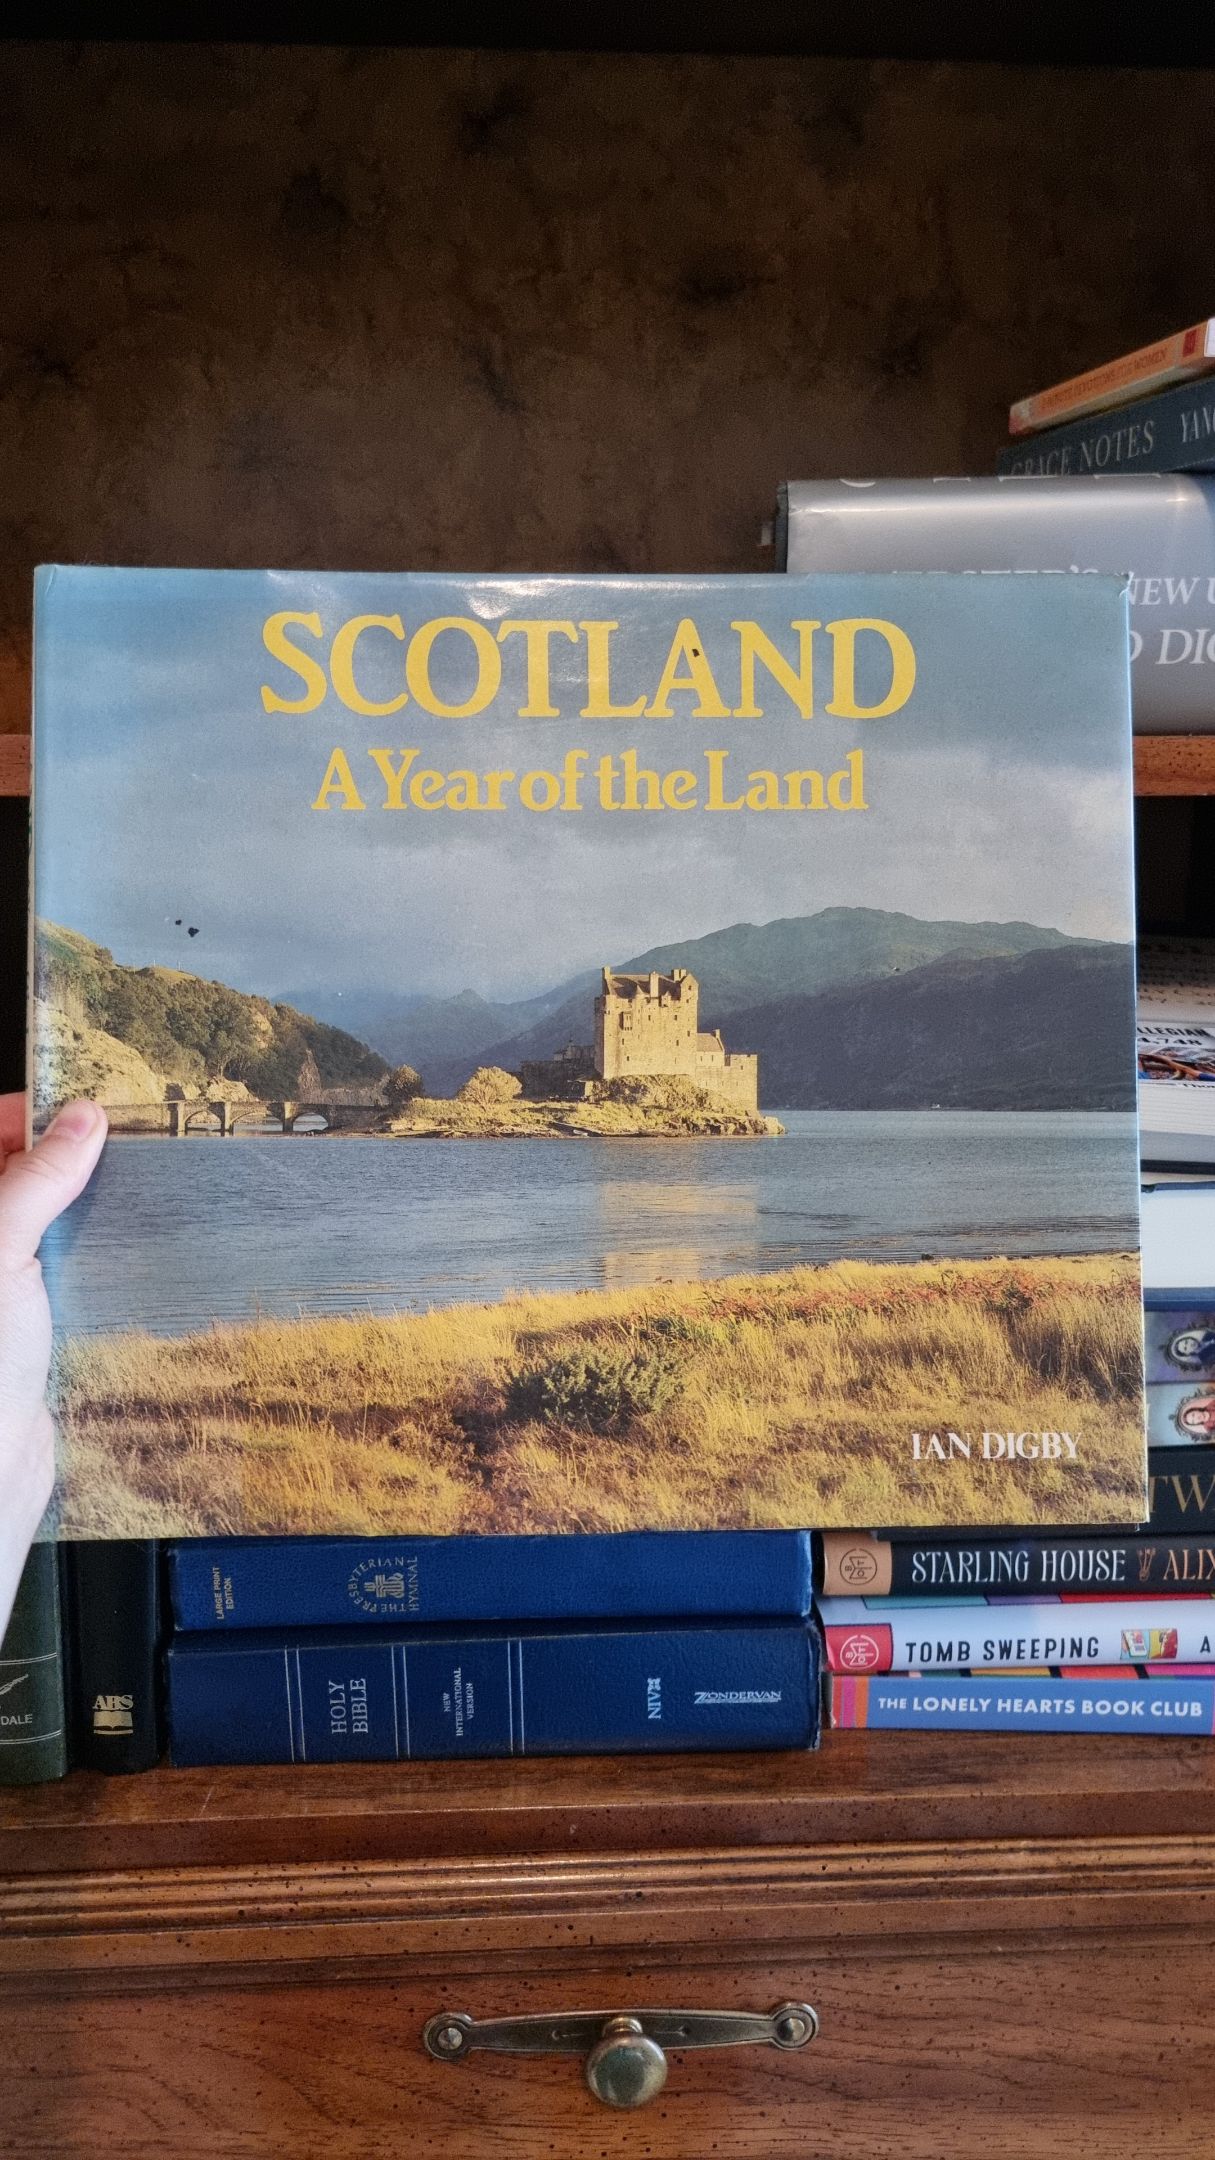 GRACE NOTES
NEW
SCOTLAND
A Year of the Land
IAN DIGBY
LARGE PRINT
EDITION
THE PRESBYTERIAN HYMNAL
HOLY
BIBLE
NEW
INTERNATIONAL
VERSION
NIV
ZONDERVAN
ABS
STARLING HOUSE
TOMB SWEEPING
THE LONELY HEARTS BOOK CLUB